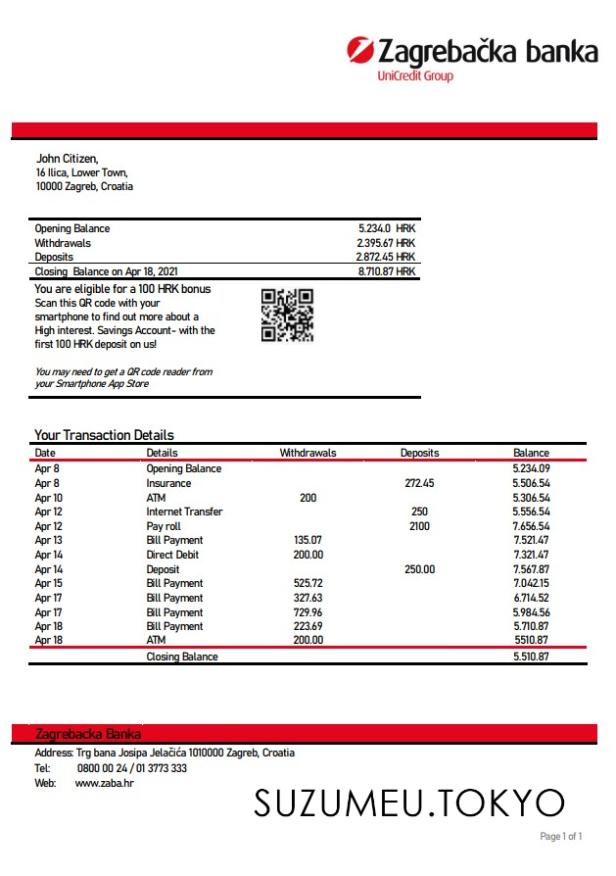 Zagrebačka banka
UniCredit Group
John Citizen,
16 Ilica, Lower Town,
10000 Zagreb, Croatia
Opening Balance 5.234.0 HRK
Withdrawals 2.395.67 HRK
Deposits 2.872.45 HRK
Closing Balance on Apr 18, 2021 8.710.87 HRK
You are eligible for a 100 HRK bonus
Scan this QR code with your
smartphone to find out more about a
High interest. Savings Account- with the
first 100 HRK deposit on us!
You may need to get a QR code reader from
your Smartphone App Store
Your Transaction Details
Date Details Withdrawals Deposits Balance
Apr 8 Opening Balance 5.234.09
Apr 8 Insurance 272.45 5.506.54
Apr 10 ATM 200 5.306.54
Apr 12 Internet Transfer 250 5.556.54
Apr 12 Pay roll 2100 7.656.54
Apr 13 Bill Payment 135.07 7.521.47
Apr 14 Direct Debit 200.00 7.321.47
Apr 14 Deposit 250.00 7.567.87
Apr 15 Bill Payment 525.72 7.042.15
Apr 17 Bill Payment 327.63 6.714.52
Apr 17 Bill Payment 729.96 5.984.56
Apr 18 Bill Payment 223.69 5.710.87
Apr 18 ATM 200.00 5510.87
Closing Balance 5.510.87
Zagrebacka Banka
Address: Trg bana Josipa Jelačića 1010000 Zagreb, Croatia
Tel: 0800 00 24 / 01 3773 333
Web: www.zaba.hr
SUZUMEU.TOKYO
Page 1 of 1